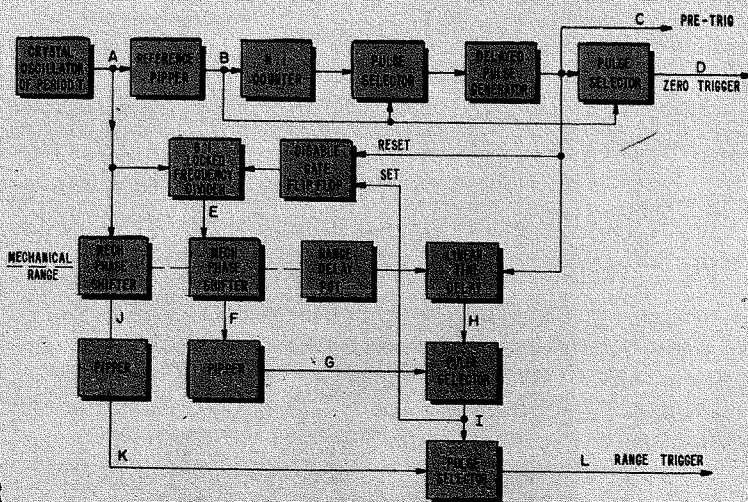 C
PRE-TRIG
CRYSTAL
OSCILLATOR
OF PERIOD T
A
REFERENCE
PIPPER
B
N:1
COUNTER
PULSE
SELECTOR
DELAYED
PULSE
GENERATOR
PULSE
SELECTOR
D
ZERO TRIGGER
N:1
LOCKED
FREQUENCY
DIVIDER
DISABLE
GATE
FLIP FLOP
RESET
SET
E
MECHANICAL
RANGE
MECH
PHASE
SHIFTER
MECH
PHASE
SHIFTER
RANGE
DELAY
POT
LINEAR
TIME
DELAY
J
F
H
PIPPER
PIPPER
G
PULSE
SELECTOR
I
K
PULSE
SELECTOR
L
RANGE TRIGGER